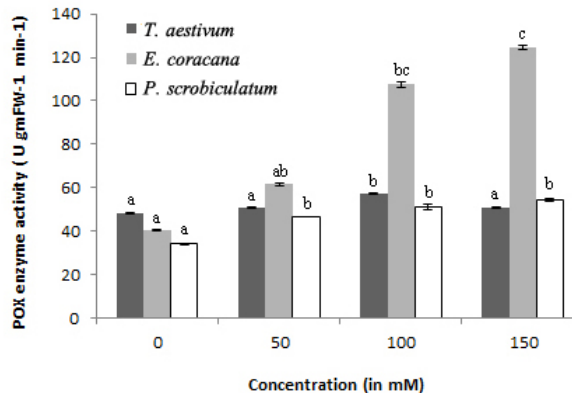 POX enzyme activity ( U gmFW-1 min-1)
140
120
100
80
60
40
20
0
T. aestivum
E. coracana
P. scrobiculatum
a
a
a
a
ab
b
b
bc
b
a
c
b
0
50
100
150
Concentration (in mM)